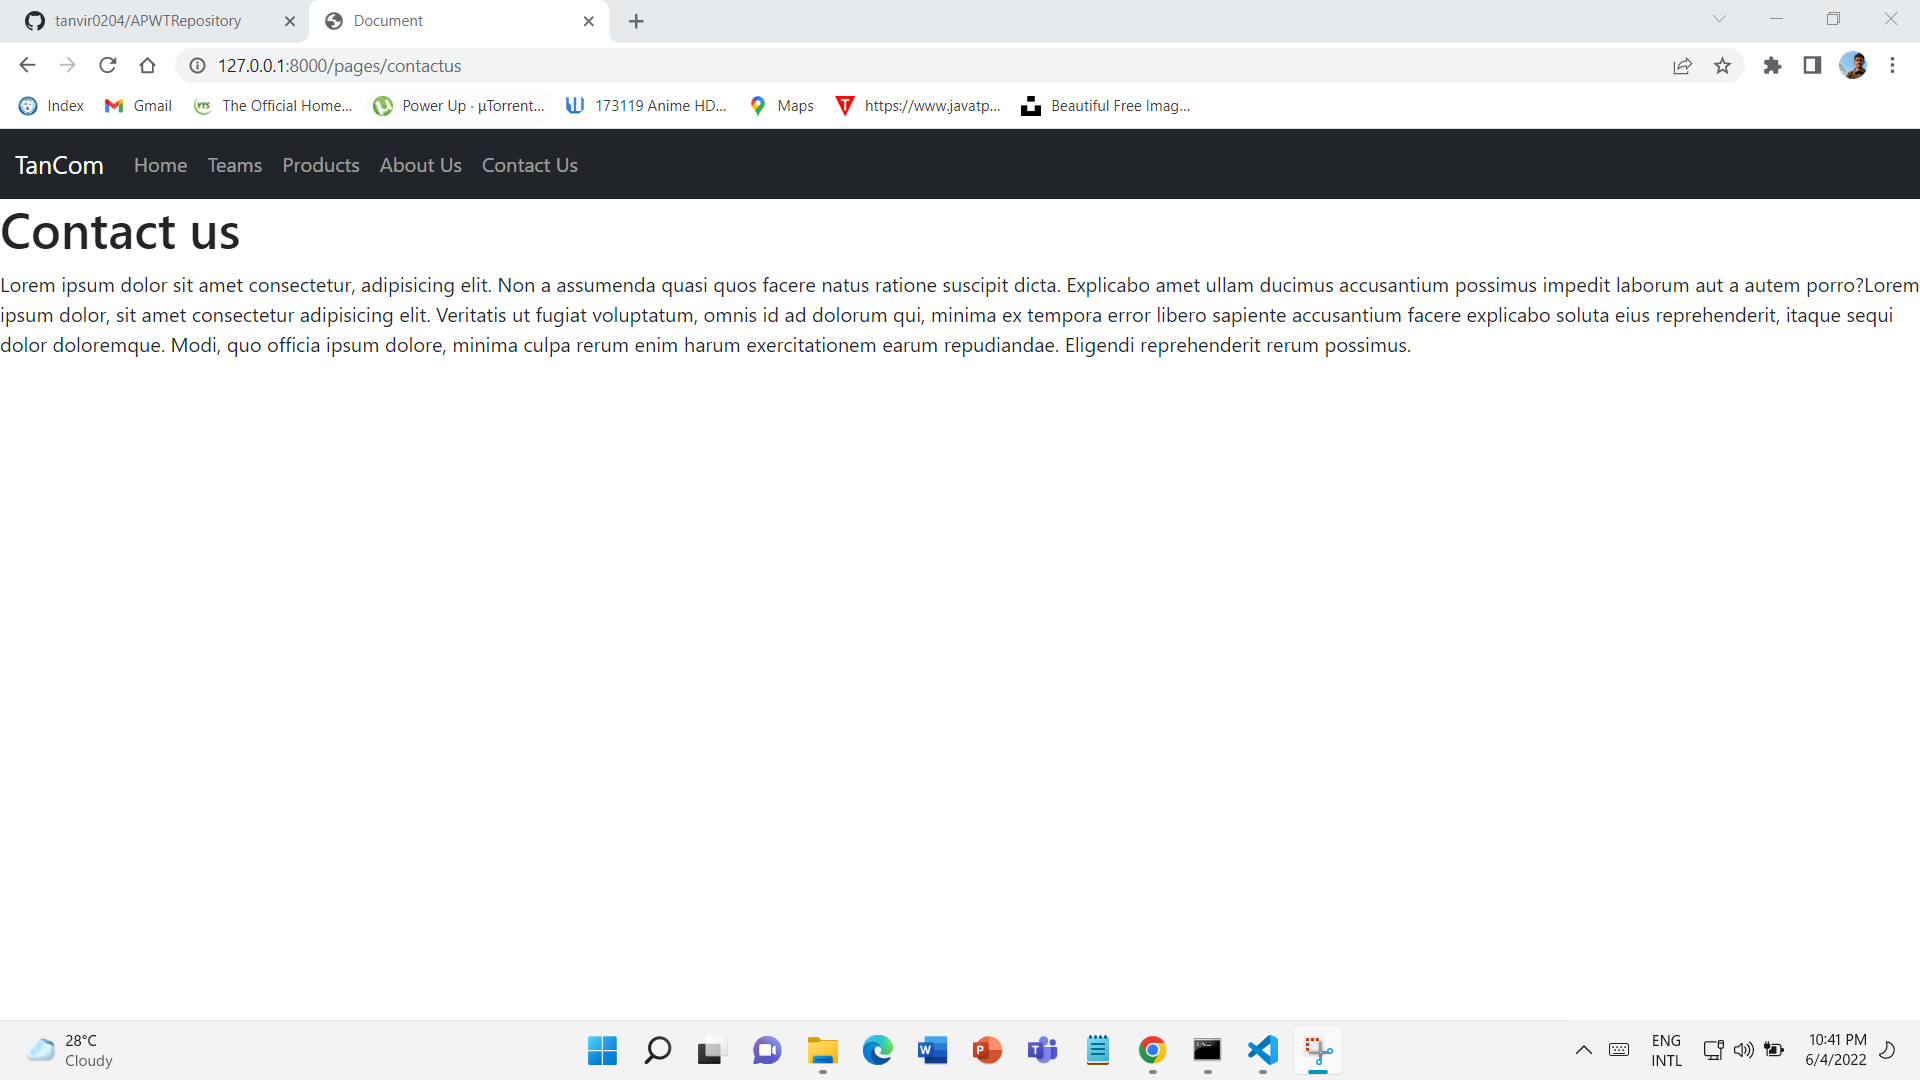 tanvir0204/APWTRepository
Document
127.0.0.1:8000/pages/contactus
Index
Gmail
The Official Home...
Power Up · µTorrent...
173119 Anime HD...
Maps
https://www.javatp...
Beautiful Free Imag...
TanCom Home Teams Products About Us Contact Us
Contact us
Lorem ipsum dolor sit amet consectetur, adipisicing elit. Non a assumenda quasi quos facere natus ratione suscipit dicta. Explicabo amet ullam ducimus accusantium possimus impedit laborum aut a autem porro?Lorem
ipsum dolor, sit amet consectetur adipisicing elit. Veritatis ut fugiat voluptatum, omnis id ad dolorum qui, minima ex tempora error libero sapiente accusantium facere explicabo soluta eius reprehenderit, itaque sequi
dolor doloremque. Modi, quo officia ipsum dolore, minima culpa rerum enim harum exercitationem earum repudiandae. Eligendi reprehenderit rerum possimus.
28°C
Cloudy
ENG
INTL
10:41 PM
6/4/2022